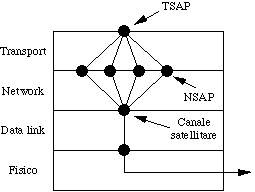 TSAP
Transport
NSAP
Network
Canale
satellitare
Data link
Fisico